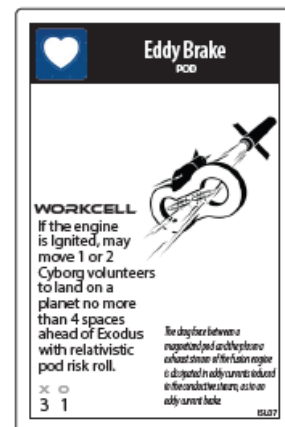 Eddy Brake
POD
WORKCELL
If the engine
is Ignited, may
move 1 or 2
Cyborg volunteers
to land on a
planet no more
than 4 spaces
ahead of Exodus
with relativistic
pod risk roll.
X O
3 1
The drag force between a
magnetized pod and the plasma
exhaust stream of the fusion engine
is dissipated in eddy currents induced
in the conductive stream, as in an
eddy current brake.
ISL07